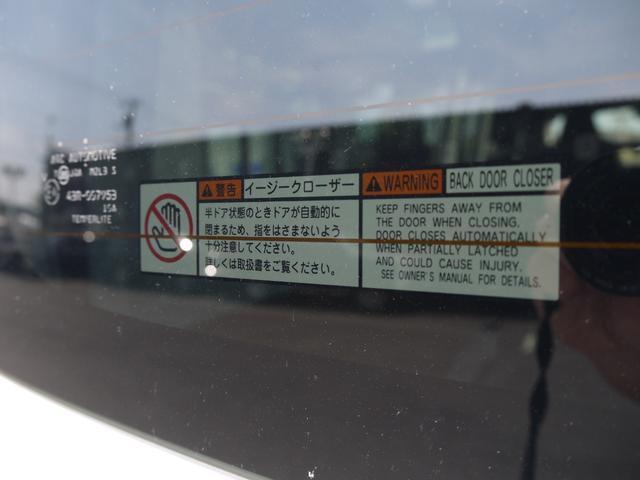 AUTOMOTIVE
M2L3 S
TEMPERLITE
警告 イージークローザー
半ドア状態のときドアが自動的に
閉まるため、指をはさまないよう
十分注意してください。
詳しくは取扱書をご覧ください。
WARNING BACK DOOR CLOSER
KEEP FINGERS AWAY FROM
THE DOOR WHEN CLOSING.
DOOR CLOSES AUTOMATICALLY
WHEN PARTIALLY LATCHED
AND COULD CAUSE INJURY.
SEE OWNER'S MANUAL FOR DETAILS.